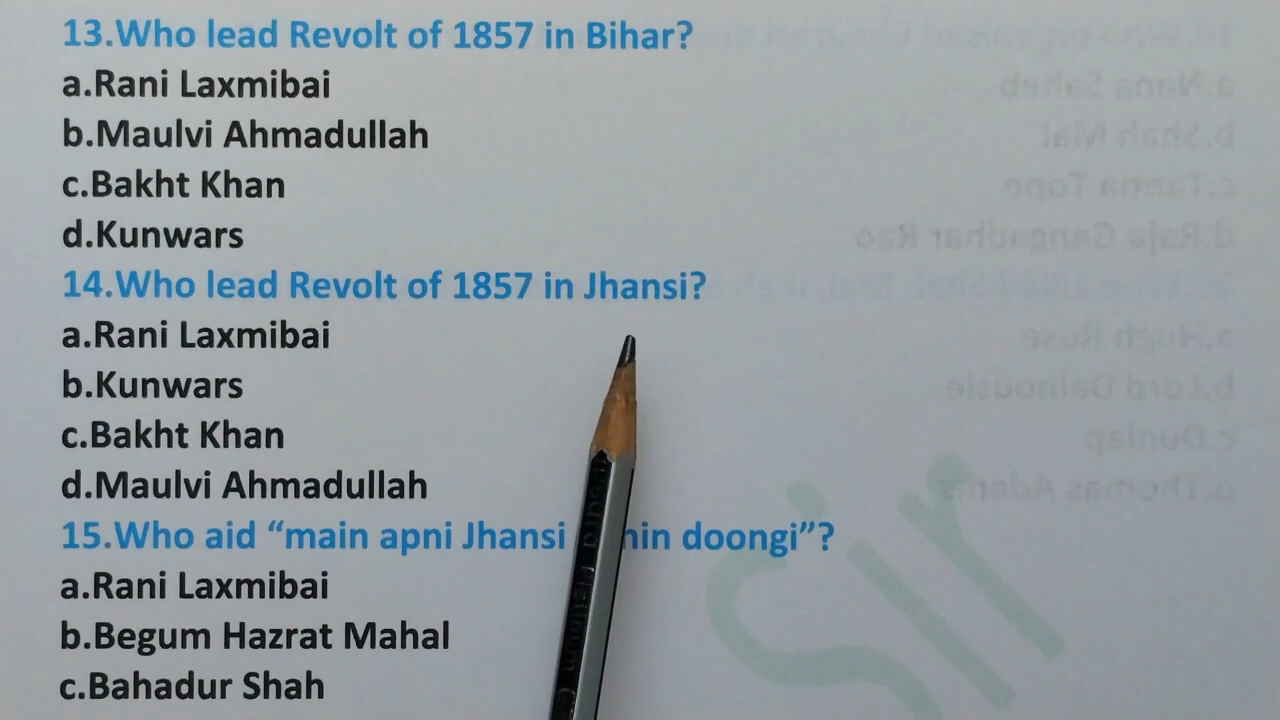 13.Who lead Revolt of 1857 in Bihar?
a.Rani Laxmibai
b.Maulvi Ahmadullah
c.Bakht Khan
d.Kunwars
14.Who lead Revolt of 1857 in Jhansi?
a.Rani Laxmibai
b.Kunwars
c.Bakht Khan
d.Maulvi Ahmadullah
15.Who aid “main apni Jhansi doongi”?
a.Rani Laxmibai
b.Begum Hazrat Mahal
c.Bahadur Shah
Sir